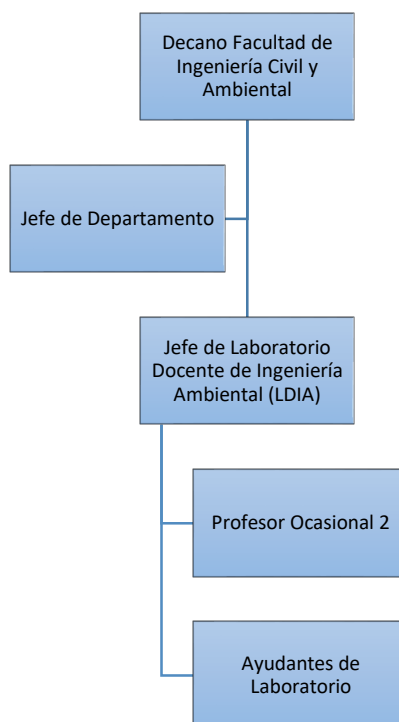 Decano Facultad de
Ingeniería Civil y
Ambiental
Jefe de Departamento
Jefe de Laboratorio
Docente de Ingeniería
Ambiental (LDIA)
Profesor Ocasional 2
Ayudantes de
Laboratorio